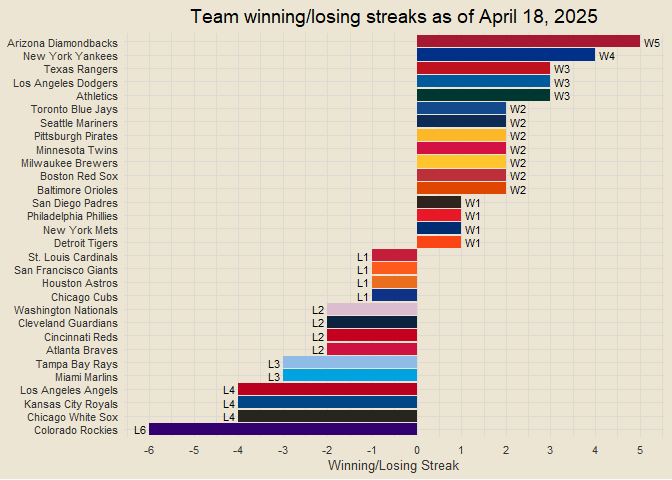 Team winning/losing streaks as of April 18, 2025
Arizona Diamondbacks W5
New York Yankees W4
Texas Rangers W3
Los Angeles Dodgers W3
Athletics W3
Toronto Blue Jays W2
Seattle Mariners W2
Pittsburgh Pirates W2
Minnesota Twins W2
Milwaukee Brewers W2
Boston Red Sox W2
Baltimore Orioles W2
San Diego Padres W1
Philadelphia Phillies W1
New York Mets W1
Detroit Tigers W1
St. Louis Cardinals L1
San Francisco Giants L1
Houston Astros L1
Chicago Cubs L1
Washington Nationals L2
Cleveland Guardians L2
Cincinnati Reds L2
Atlanta Braves L2
Tampa Bay Rays L3
Miami Marlins L3
Los Angeles Angels L4
Kansas City Royals L4
Chicago White Sox L4
Colorado Rockies L6
-6 -5 -4 -3 -2 -1 0 1 2 3 4 5
Winning/Losing Streak